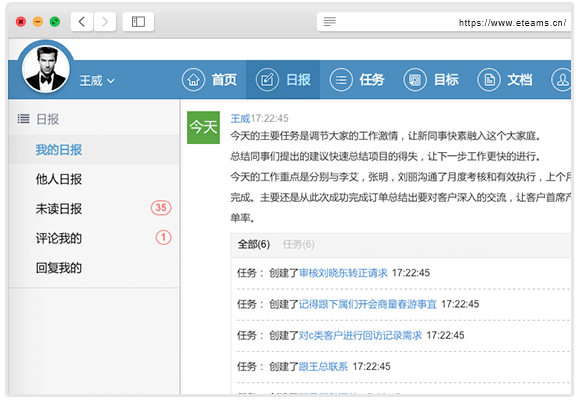 https://www.eteams.cn/
王威
首页
日报
任务
目标
文档
日报
我的日报
他人日报
未读日报 35
评论我的 1
回复我的
今天
王威17:22:45
今天的主要任务是调节大家的工作激情，让新同事快素融入这个大家庭。
总结同事们提出的建议快速总结项目的得失，让下一步工作更快的进行。
今天的工作重点是分别与李艾，张明，刘丽沟通了月度考核和有效执行，上个月
完成。主要还是从此次成功完成订单总结出要对客户深入的交流，让客户首席产
单率。
全部(6) 任务(6)
任务： 创建了审核刘晓东转正请求 17:22:45
任务： 创建了记得跟下属们开会商量春游事宜 17:22:45
任务： 创建了对c类客户进行回访记录需求 17:22:45
任务： 创建了跟王总联系 17:22:45